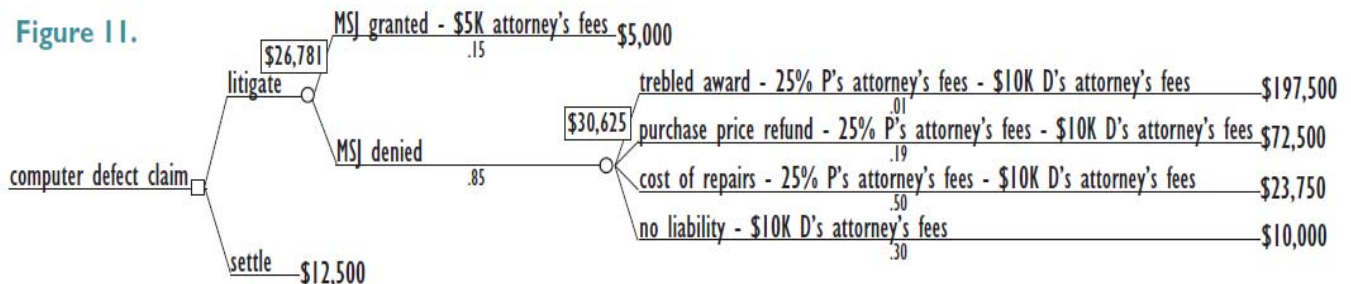 Figure 11.
MSJ granted - $5K attorney's fees -$5,000
.15
$26,781
litigate
trebled award - 25% P's attorney's fees - $10K D's attorney's fees -$197,500
.01
$30,625
purchase price refund - 25% P's attorney's fees - $10K D's attorney's fees -$72,500
.19
MSJ denied
.85
computer defect claim
cost of repairs - 25% P's attorney's fees - $10K D's attorney's fees -$23,750
.50
no liability - $10K D's attorney's fees -$10,000
.30
settle -$12,500